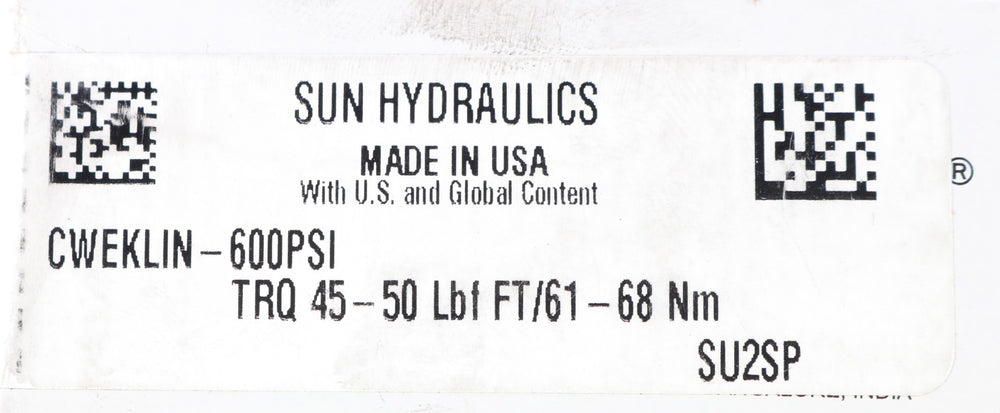 SUN HYDRAULICS
MADE IN USA
With U.S. and Global Content
®
CWEKLIN-600PSI
TRQ 45-50 Lbf FT/61-68 Nm
SU2SP
INDIA